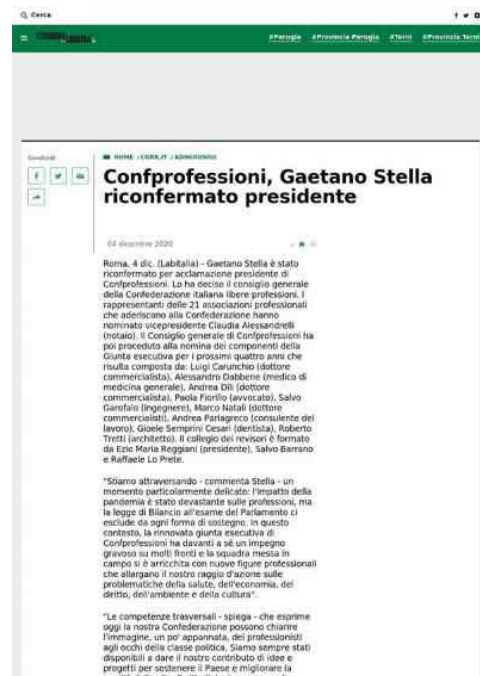 Cerca
#Perugia #Provincia Perugia #Terni #Provincia Terni
Condividi
HOME / CORR.IT / ADNKRONOS
Confprofessioni, Gaetano Stella
riconfermato presidente
04 dicembre 2020
Roma, 4 dic. (Labitalia) - Gaetano Stella è stato
riconfermato per acclamazione presidente di
Confprofessioni. Lo ha deciso il consiglio generale
della Confederazione italiana libere professioni. I
rappresentanti delle 21 associazioni professionali
che aderiscono alla Confederazione hanno
nominato vicepresidente Claudia Alessandrelli
(notaio). Il Consiglio generale di Confprofessioni ha
poi proceduto alla nomina dei componenti della
Giunta esecutiva per i prossimi quattro anni che
risulta composta da: Luigi Carunchio (dottore
commercialista), Alessandro Dabbene (medico di
medicina generale), Andrea Dili (dottore
commercialista), Paola Fiorillo (avvocato), Salvo
Garofalo (ingegnere), Marco Natali (dottore
commercialisti), Andrea Parlagreco (consulente del
lavoro), Gioele Semprini Cesari (dentista), Roberto
Tretti (architetto). Il collegio dei revisori è formato
da Ezio Maria Reggiani (presidente), Salvo Barrano
e Raffaele Lo Prete.
"Stiamo attraversando - commenta Stella - un
momento particolarmente delicato: l'impatto della
pandemia è stato devastante sulle professioni, ma
la legge di Bilancio all'esame del Parlamento ci
esclude da ogni forma di sostegno. In questo
contesto, la rinnovata giunta esecutiva di
Confprofessioni ha davanti a sé un impegno
gravoso su molti fronti e la squadra messa in
campo si è arricchita con nuove figure professionali
che allargano il nostro raggio d'azione sulle
problematiche della salute, dell'economia, del
diritto, dell'ambiente e della cultura".
"Le competenze trasversali - spiega - che esprime
oggi la nostra Confederazione possono chiarire
l'immagine, un po' appannata, dei professionisti
agli occhi della classe politica. Siamo sempre stati
disponibili a dare il nostro contributo di idee e
progetti per sostenere il Paese e migliorare la